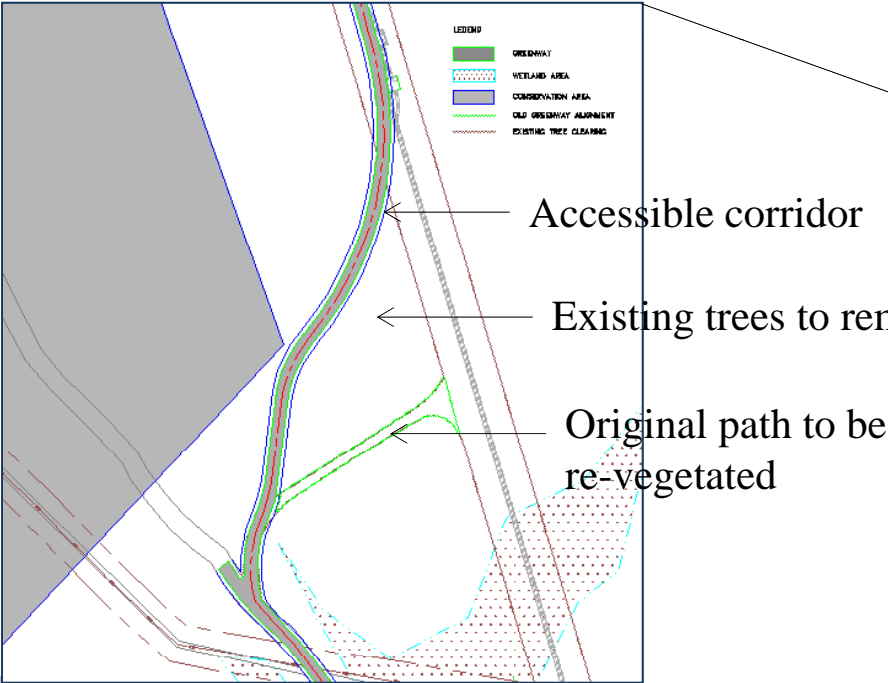 LEGEND
GREENWAY
WETLAND AREA
CONSERVATION AREA
OLD GREENWAY ALIGNMENT
EXISTING TREE CLEARING
Accessible corridor
Existing trees to
Original path to be
re-vegetated